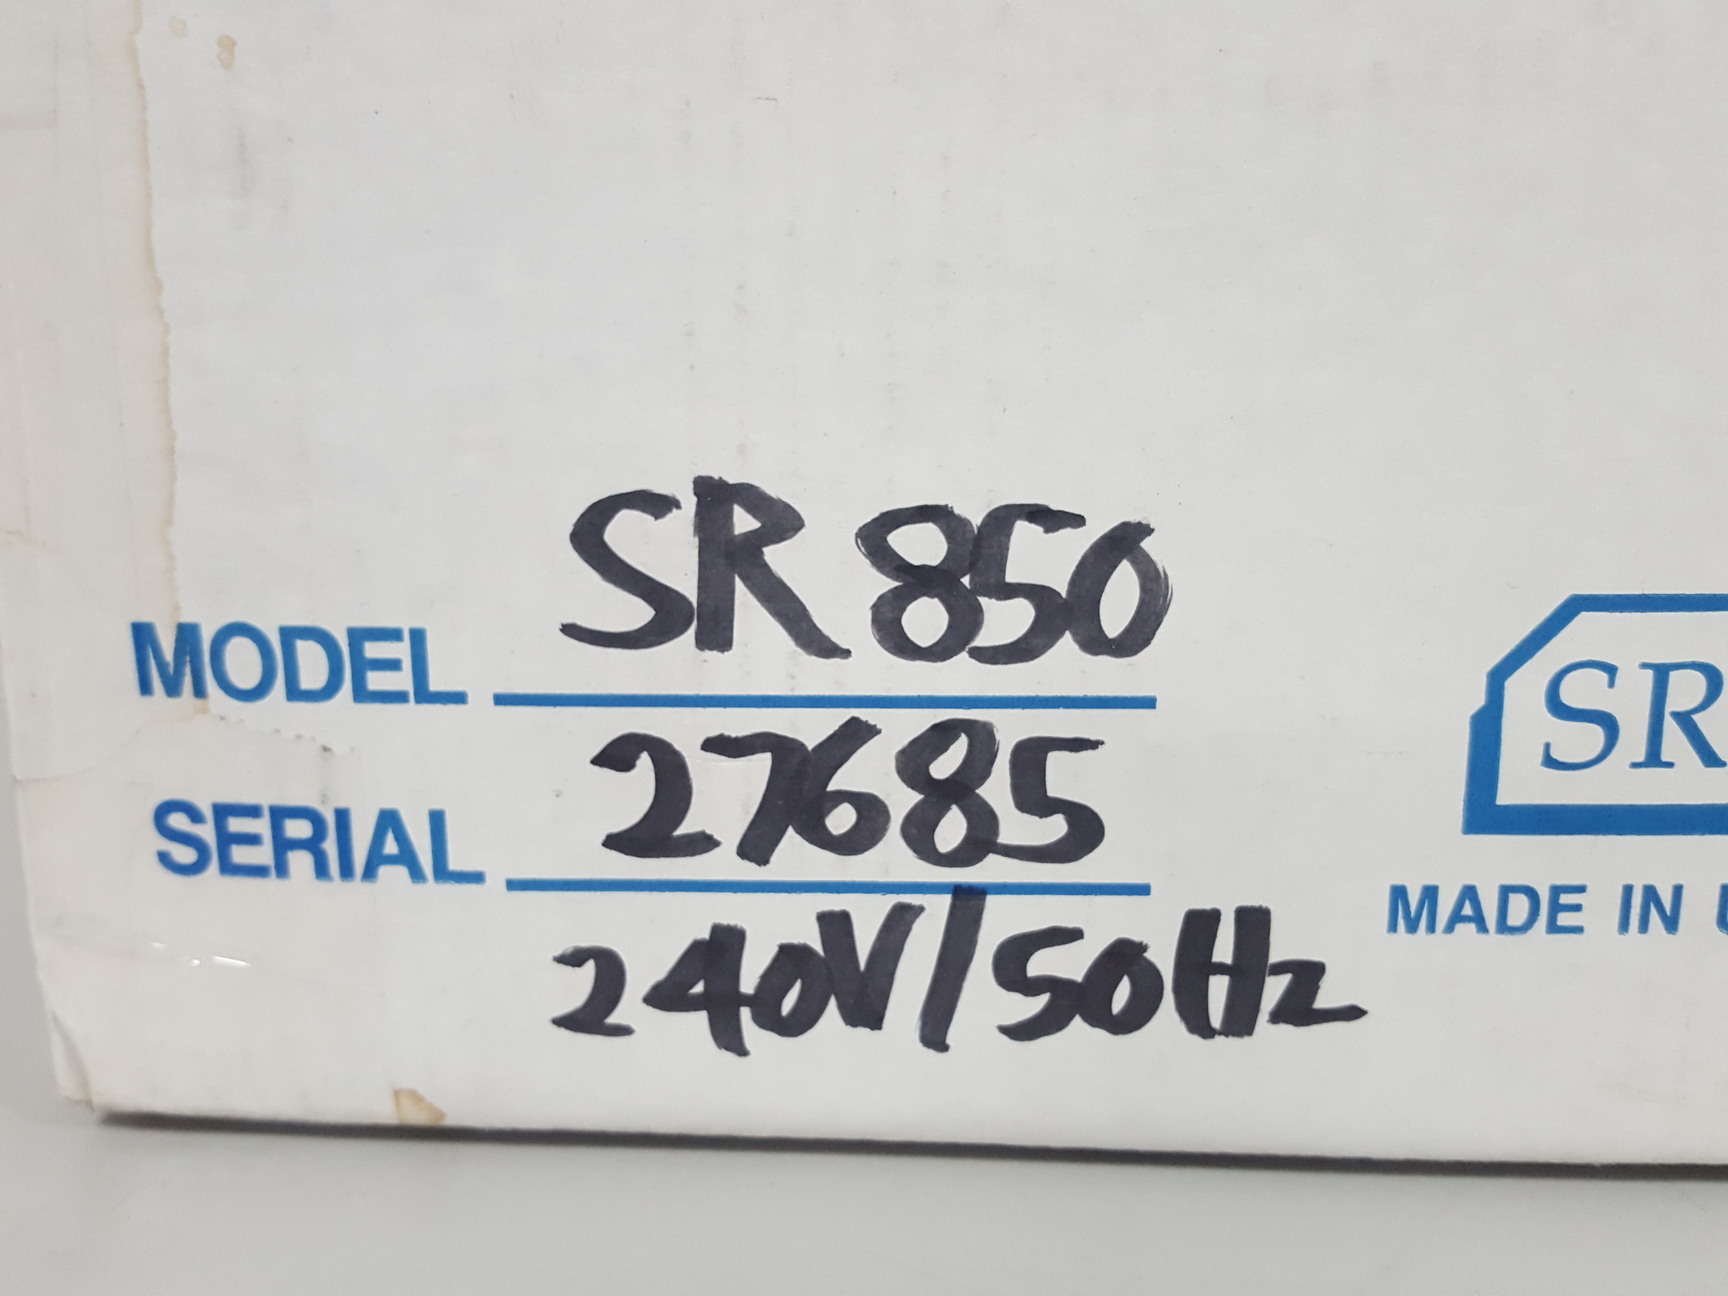 MODEL SR850
SERIAL 27685
240V/50Hz
SR
MADE IN